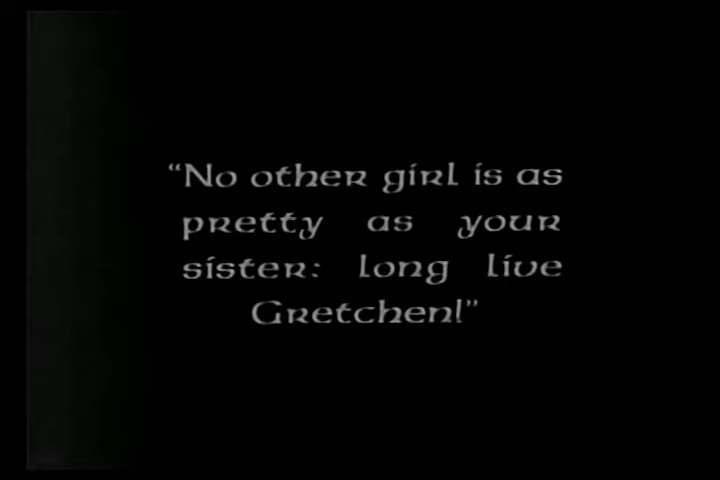 “No other girl is as
pretty as your
sister: long live
Gretchen!”